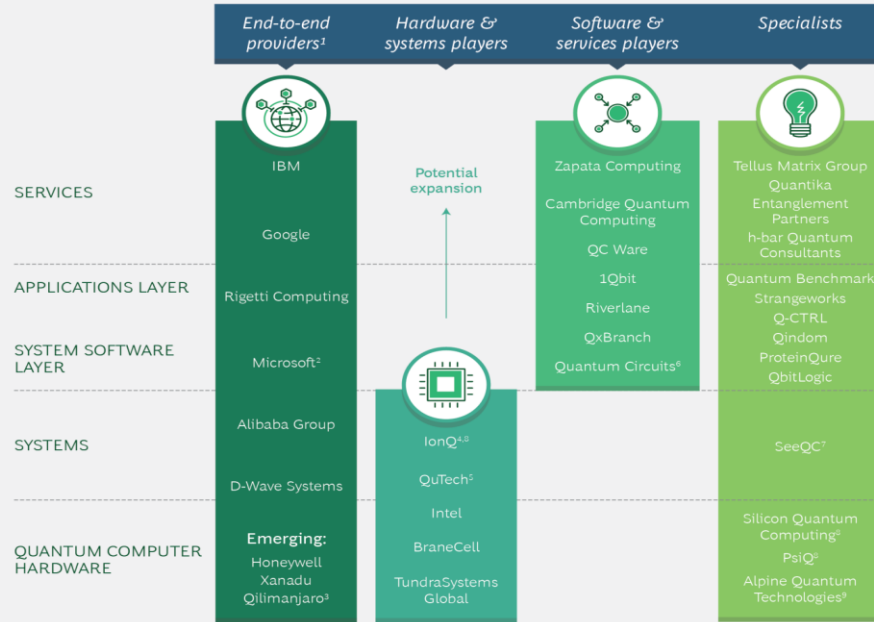 End-to-end
providers¹
Hardware &
systems players
Software &
services players
Specialists
SERVICES
APPLICATIONS LAYER
SYSTEM SOFTWARE
LAYER
SYSTEMS
QUANTUM COMPUTER
HARDWARE
IBM
Google
Rigetti Computing
Microsoft²
Alibaba Group
D-Wave Systems
Emerging:
Honeywell
Xanadu
Qilimanjaro³
Potential
expansion
IonQ⁴,⁸
QuTech⁵
Intel
BraneCell
TundraSystems
Global
Zapata Computing
Cambridge Quantum
Computing
QC Ware
1Qbit
Riverlane
QxBranch
Quantum Circuits⁶
Tellus Matrix Group
Quantika
Entanglement
Partners
h-bar Quantum
Consultants
Quantum Benchmark
Strangeworks
Q-CTRL
Qindom
ProteinQure
QbitLogic
SeeQC⁷
Silicon Quantum
Computing⁸
PsiQ⁸
Alpine Quantum
Technologies⁹